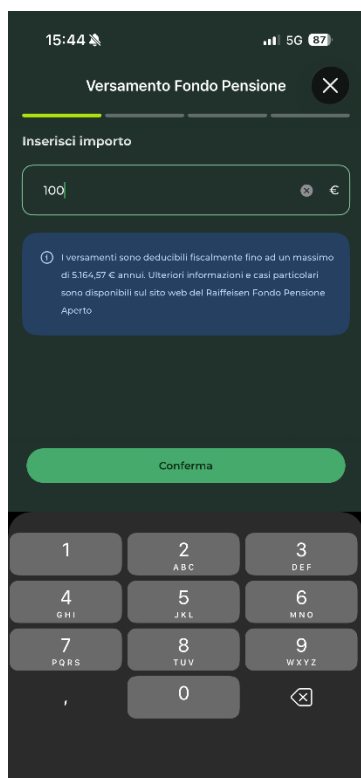 15:44
5G 87
Versamento Fondo Pensione
Inserisci importo
100 €
I versamenti sono deducibili fiscalmente fino ad un massimo
di 5.164,57 € annui. Ulteriori informazioni e casi particolari
sono disponibili sul sito web del Raiffeisen Fondo Pensione
Aperto
Conferma
1 2 3
ABC DEF
4 5 6
GHI JKL MNO
7 8 9
PQRS TUV WXYZ
, 0